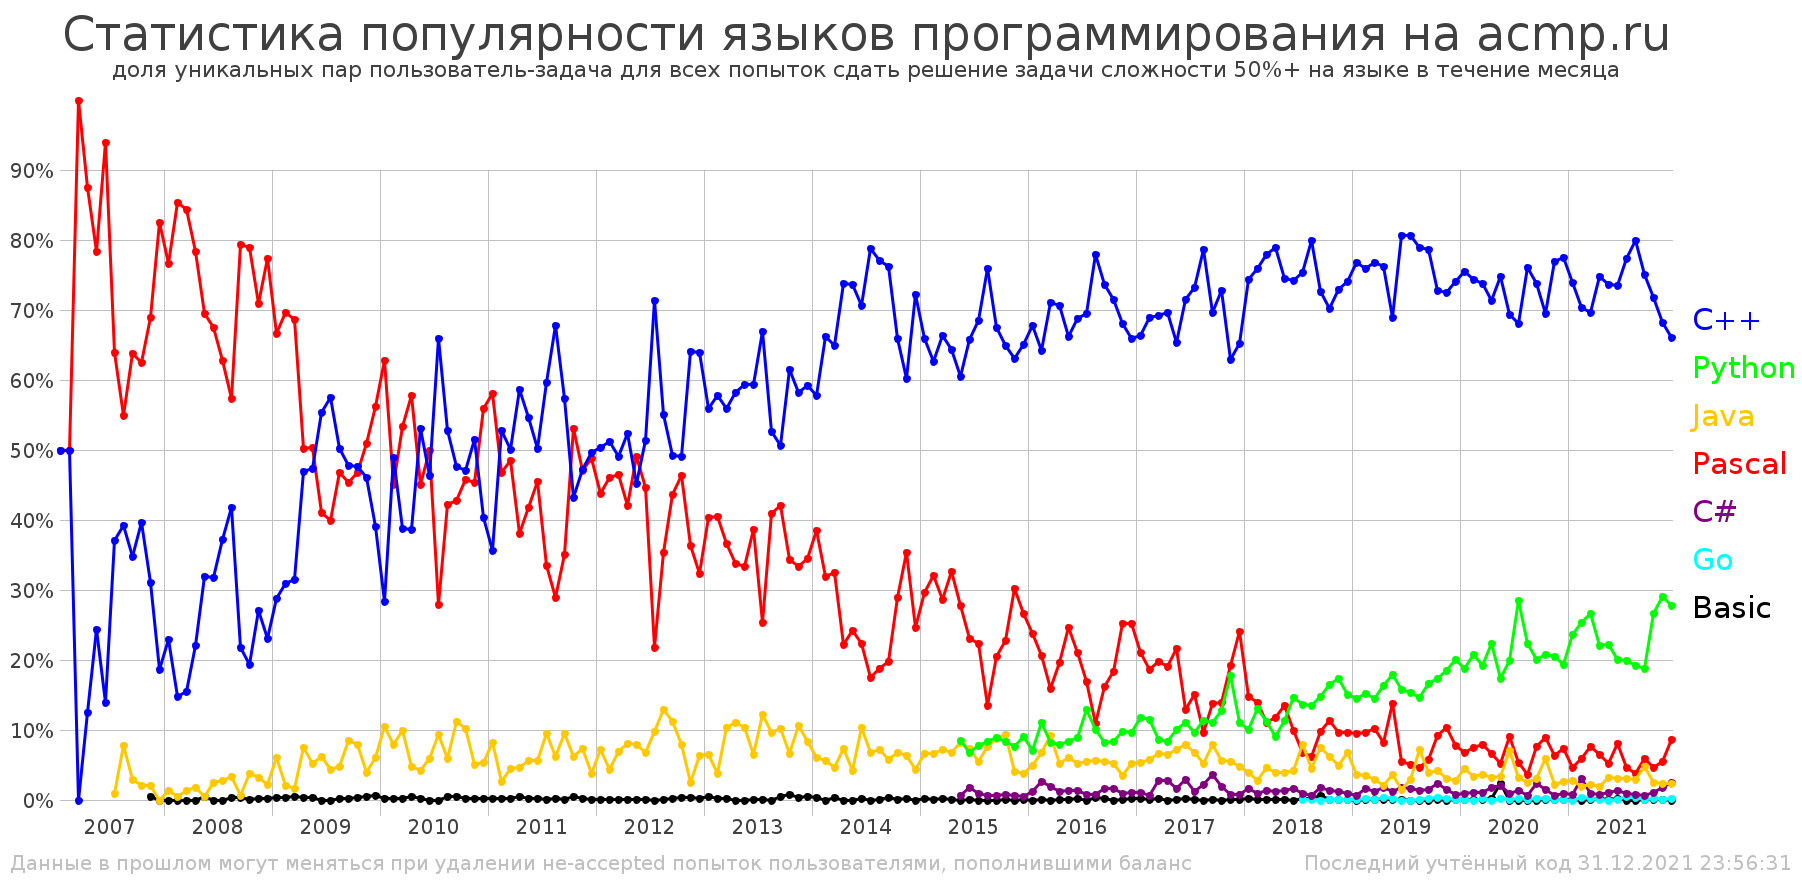 Статистика популярности языков программирования на acmp.ru
доля уникальных пар пользователь-задача для всех попыток сдать решение задачи сложности 50%+ на языке в течение месяца
90%
80%
70%
60%
50%
40%
30%
20%
10%
0%
C++
Python
Java
Pascal
C#
Go
Basic
2007 2008 2009 2010 2011 2012 2013 2014 2015 2016 2017 2018 2019 2020 2021
Данные в прошлом могут меняться при удалении не-accepted попыток пользователями, пополнившими баланс
Последний учтённый код 31.12.2021 23:56:31